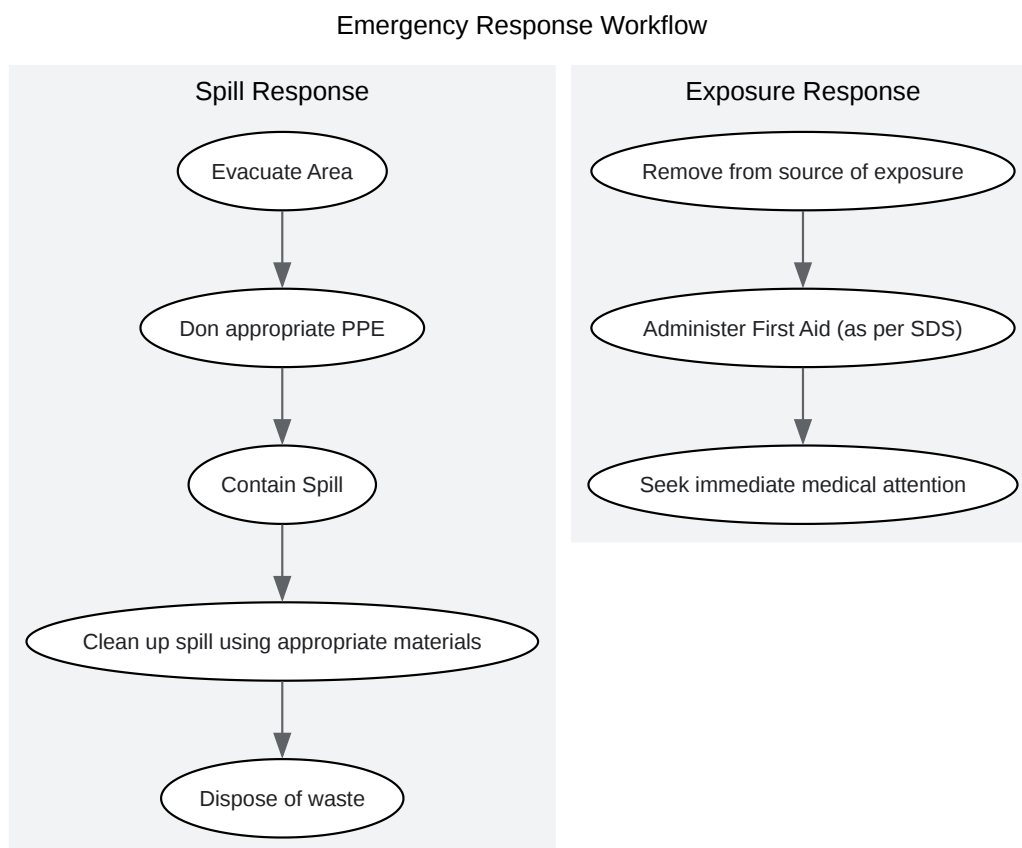 Emergency Response Workflow
Spill Response
Evacuate Area
Don appropriate PPE
Contain Spill
Clean up spill using appropriate materials
Dispose of waste
Exposure Response
Remove from source of exposure
Administer First Aid (as per SDS)
Seek immediate medical attention